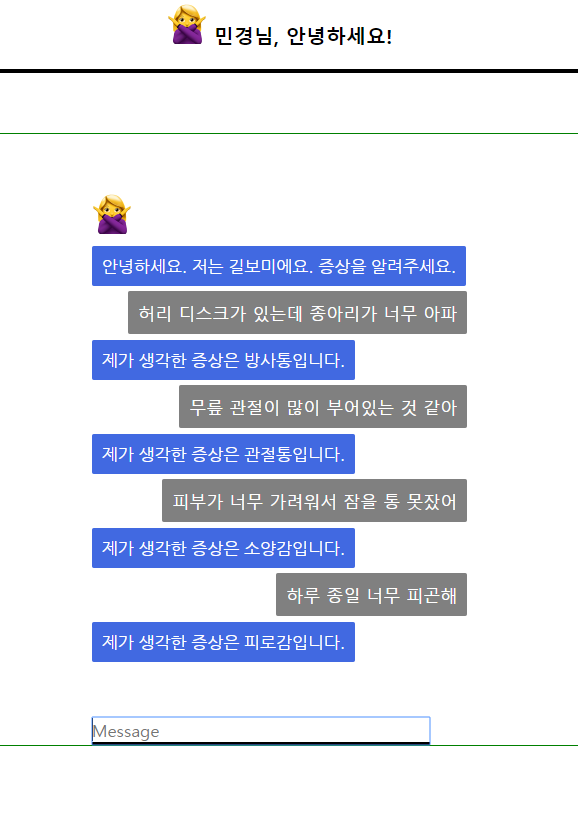 민경님, 안녕하세요!
안녕하세요. 저는 길보미에요. 증상을 알려주세요.
허리 디스크가 있는데 종아리가 너무 아파
제가 생각한 증상은 방사통입니다.
무릎 관절이 많이 부어있는 것 같아
제가 생각한 증상은 관절통입니다.
피부가 너무 가려워서 잠을 통 못잤어
제가 생각한 증상은 소양감입니다.
하루 종일 너무 피곤해
제가 생각한 증상은 피로감입니다.
Message